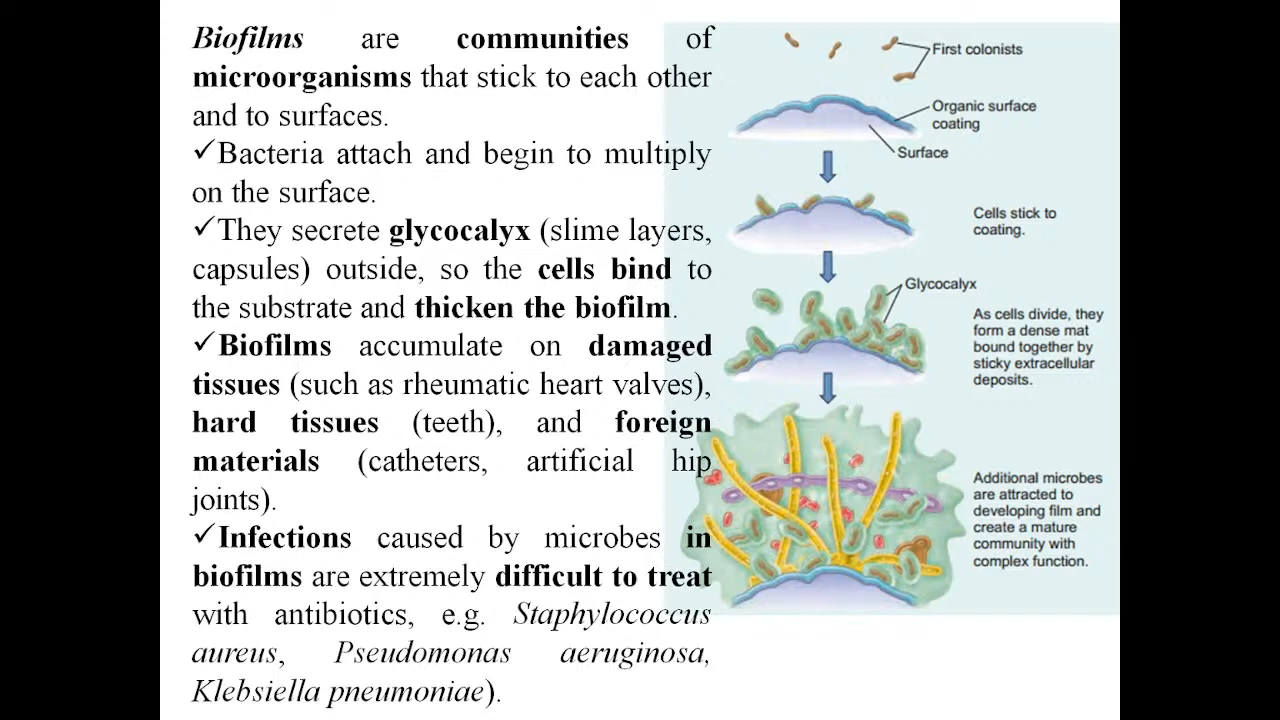 Biofilms are communities of
microorganisms that stick to each other
and to surfaces.
✓Bacteria attach and begin to multiply
on the surface.
✓They secrete glycocalyx (slime layers,
capsules) outside, so the cells bind to
the substrate and thicken the biofilm.
✓Biofilms accumulate on damaged
tissues (such as rheumatic heart valves),
hard tissues (teeth), and foreign
materials (catheters, artificial hip
joints).
✓Infections caused by microbes in
biofilms are extremely difficult to treat
with antibiotics, e.g. Staphylococcus
aureus, Pseudomonas aeruginosa,
Klebsiella pneumoniae).
First colonists
Organic surface
coating
Surface
Cells stick to
coating.
Glycocalyx
As cells divide, they
form a dense mat
bound together by
sticky extracellular
deposits.
Additional microbes
are attracted to
developing film and
create a mature
community with
complex function.